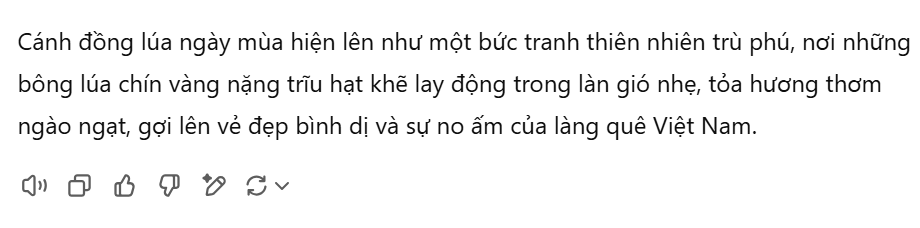 Cánh đồng lúa ngày mùa hiện lên như một bức tranh thiên nhiên trù phú, nơi những
bông lúa chín vàng nặng trĩu hạt khẽ lay động trong làn gió nhẹ, tỏa hương thơm
ngào ngạt, gợi lên vẻ đẹp bình dị và sự no ấm của làng quê Việt Nam.